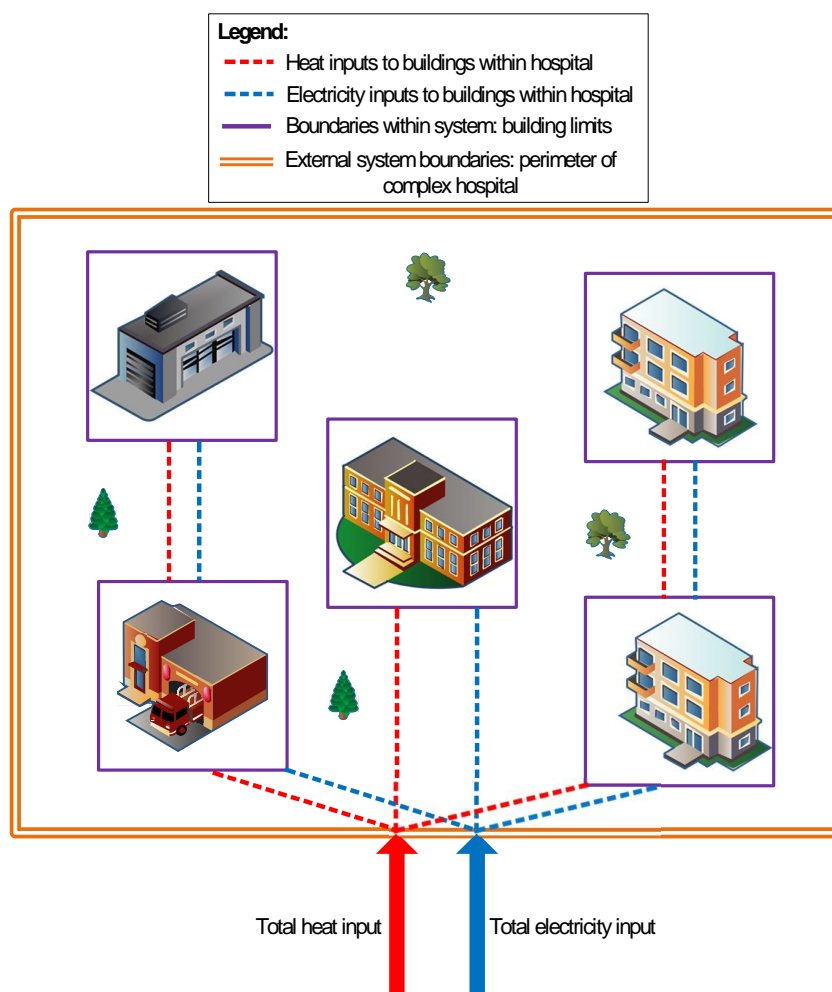 Legend:
Heat inputs to buildings within hospital
Electricity inputs to buildings within hospital
Boundaries within system: building limits
External system boundaries: perimeter of
complex hospital
Total heat input
Total electricity input